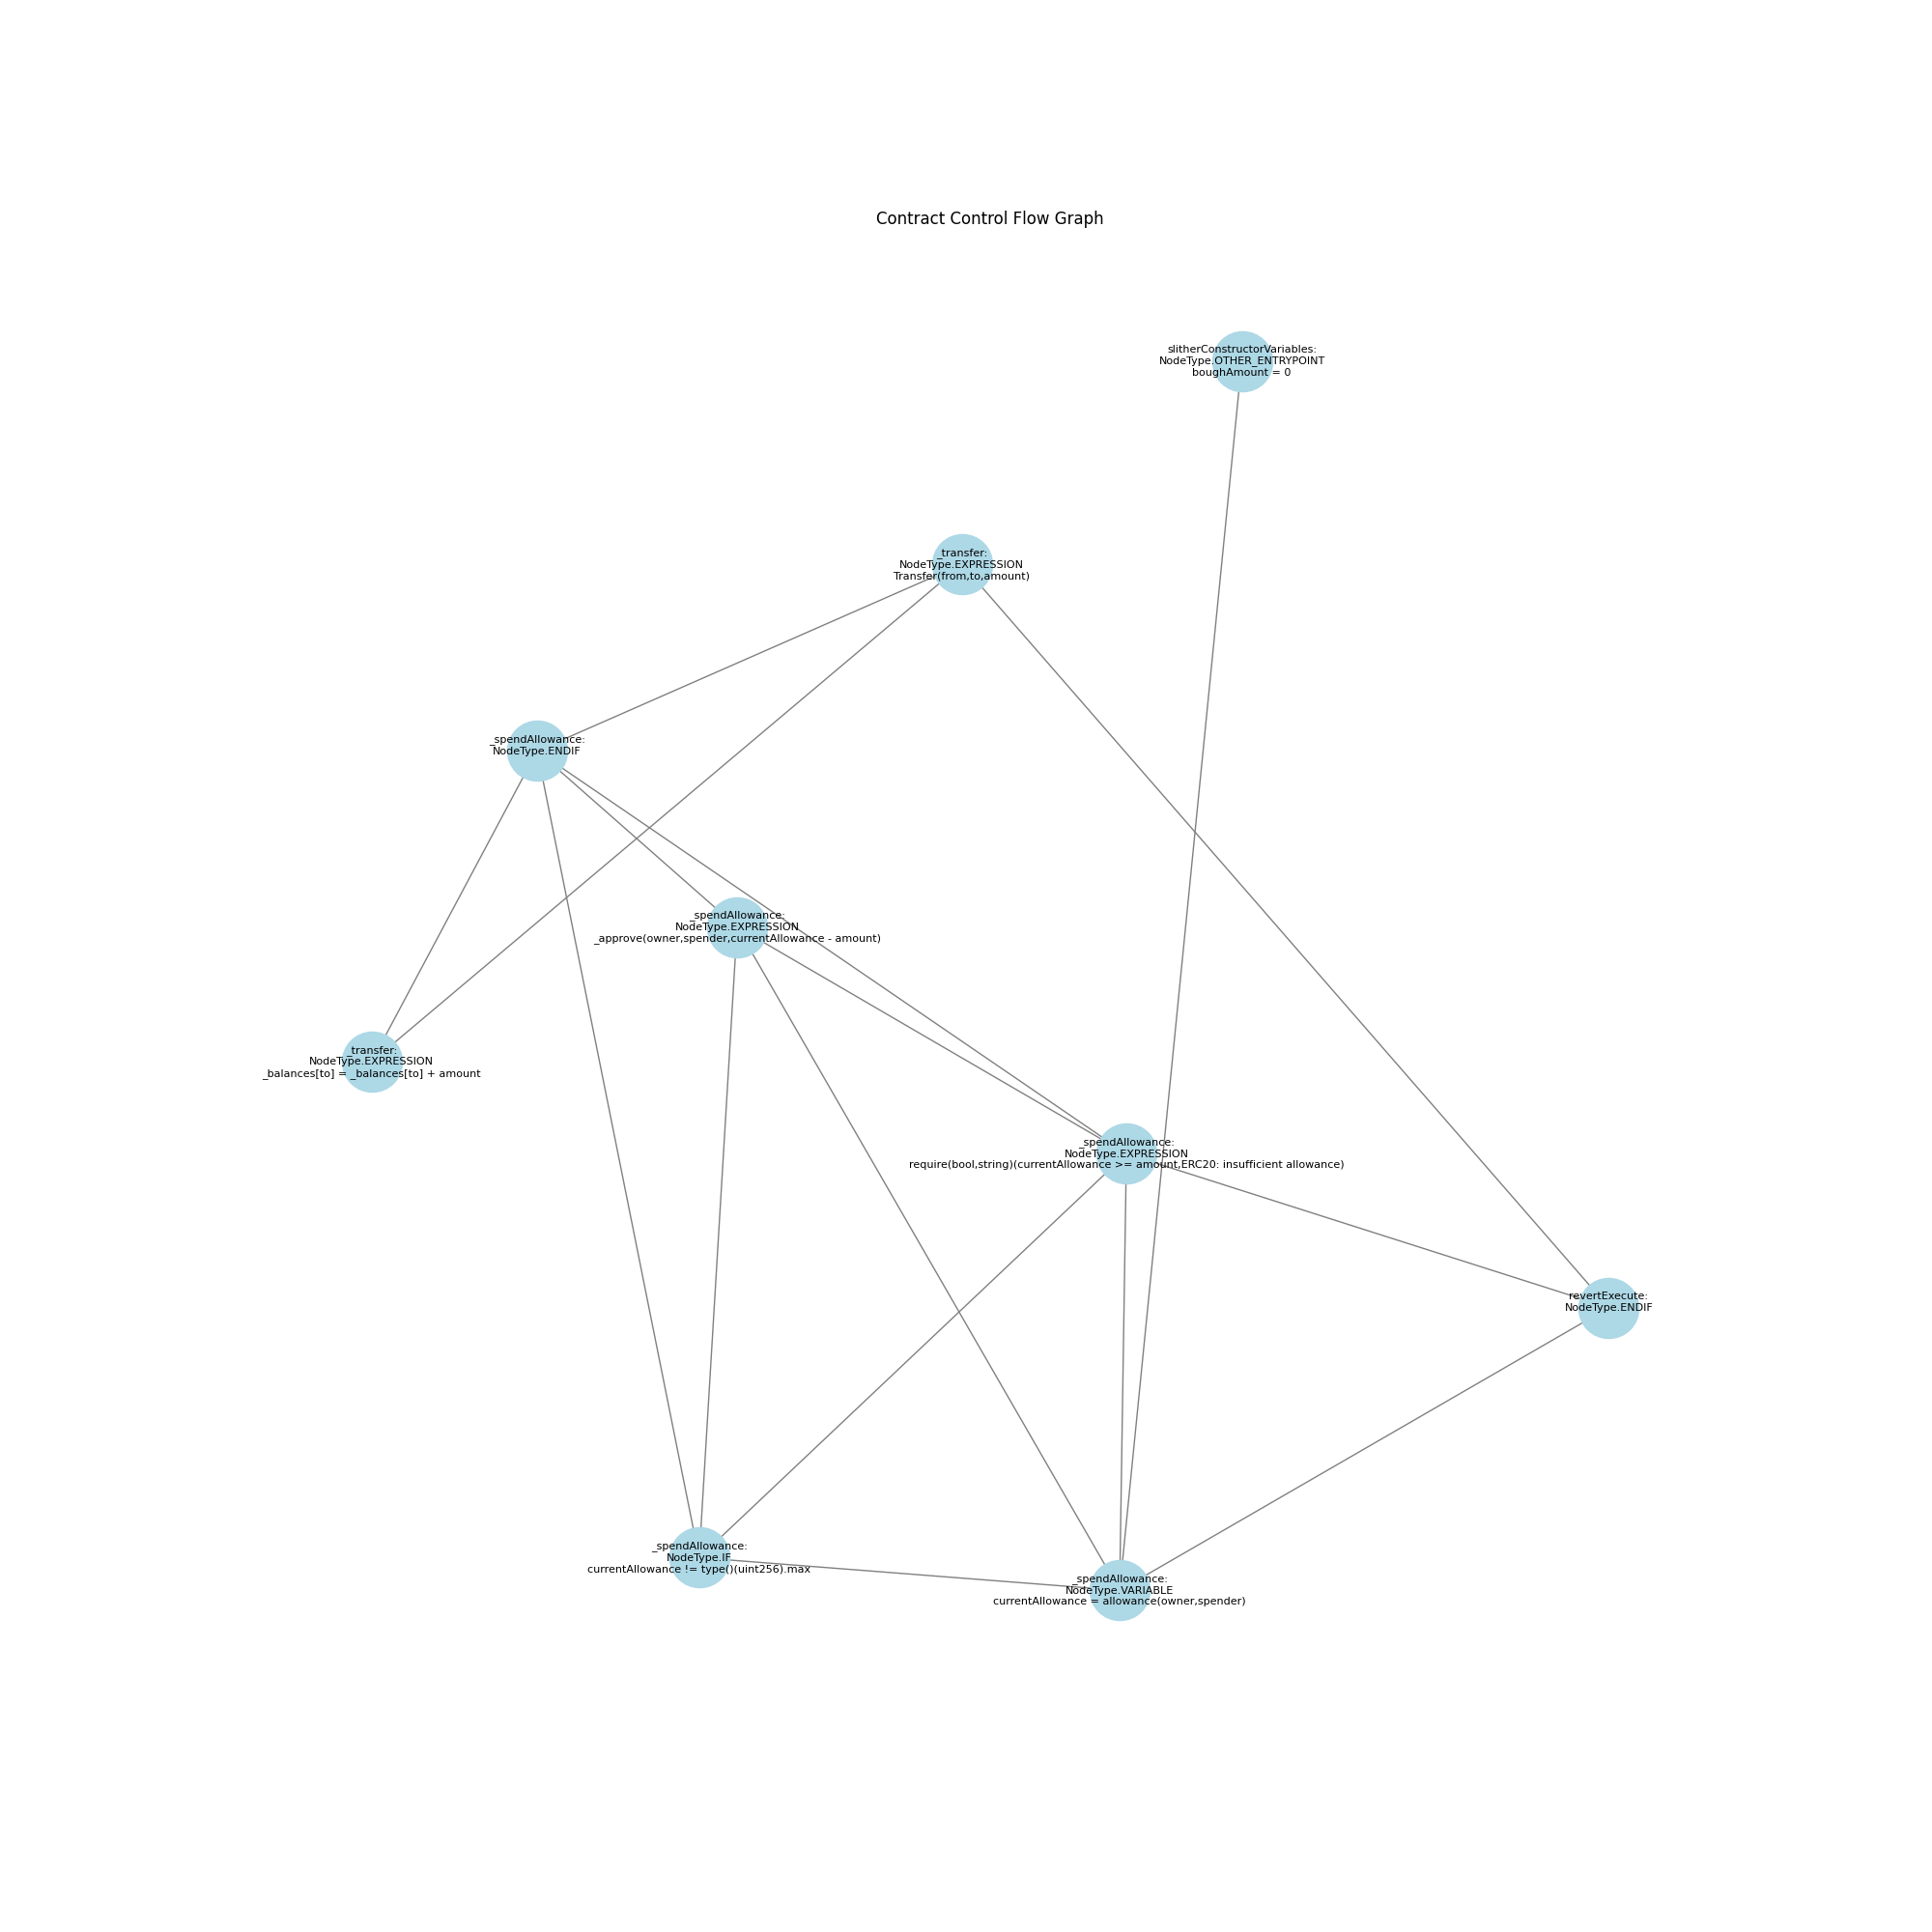 Contract Control Flow Graph
slitherConstructorVariables:
NodeType.OTHER_ENTRYPOINT
boughAmount = 0
_transfer:
NodeType.EXPRESSION
Transfer(from,to,amount)
_spendAllowance:
NodeType.ENDIF
_spendAllowance:
NodeType.EXPRESSION
_approve(owner,spender,currentAllowance - amount)
_transfer:
NodeType.EXPRESSION
_balances[to] = _balances[to] + amount
_spendAllowance:
NodeType.EXPRESSION
require(bool,string)(currentAllowance >= amount,ERC20: insufficient allowance)
revertExecute:
NodeType.ENDIF
_spendAllowance:
NodeType.IF
currentAllowance != type()(uint256).max
_spendAllowance:
NodeType.VARIABLE
currentAllowance = allowance(owner,spender)